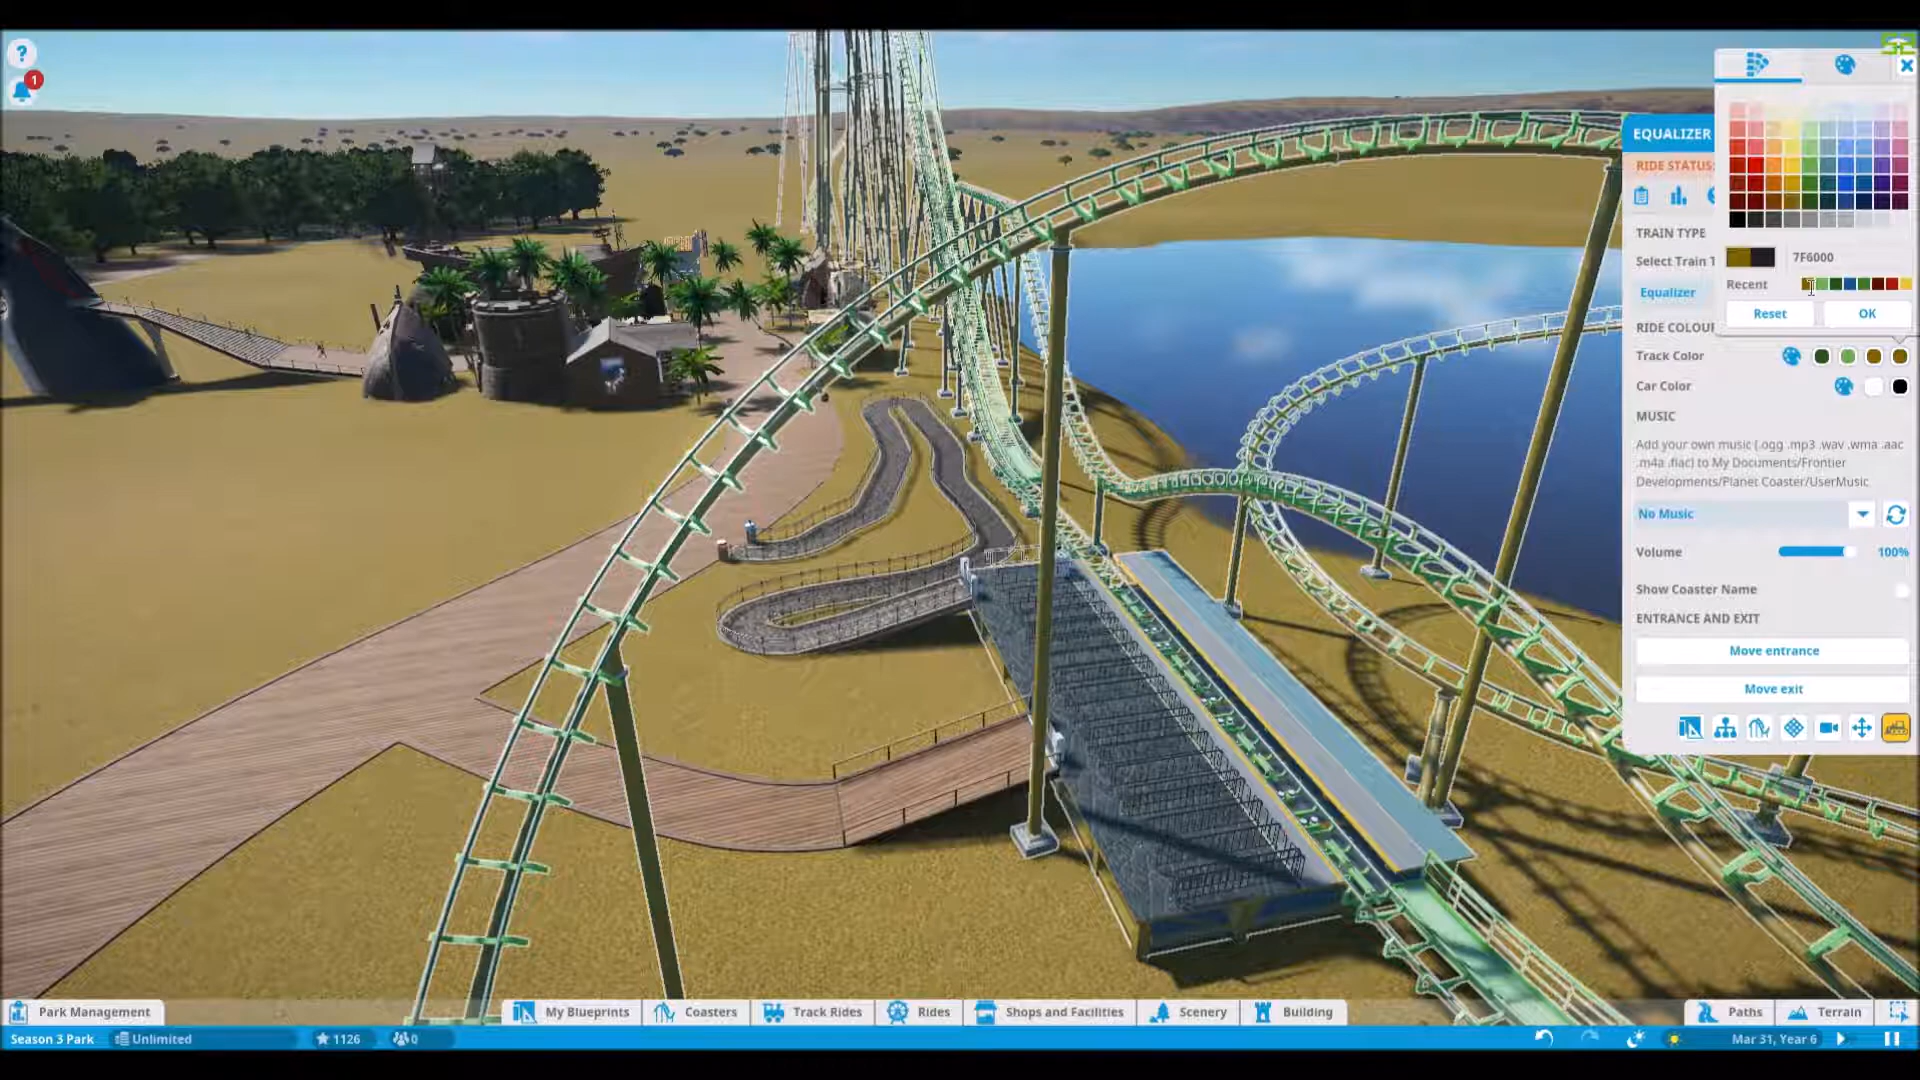 ?
1
EQUALIZER
RIDE STATUS:
TRAIN TYPE
Select Train T
7F6000
Recent
Equalizer
Reset
OK
RIDE COLOUR
Track Color
Car Color
MUSIC
Add your own music (.ogg .mp3 .wav .wma .aac
.m4a .flac) to My Documents/Frontier
Developments/Planet Coaster/UserMusic
No Music
Volume
100%
Show Coaster Name
ENTRANCE AND EXIT
Move entrance
Move exit
Park Management
My Blueprints
Coasters
Track Rides
Rides
Shops and Facilities
Scenery
Building
Paths
Terrain
Season 3 Park
Unlimited
1126
0
Mar 31, Year 6